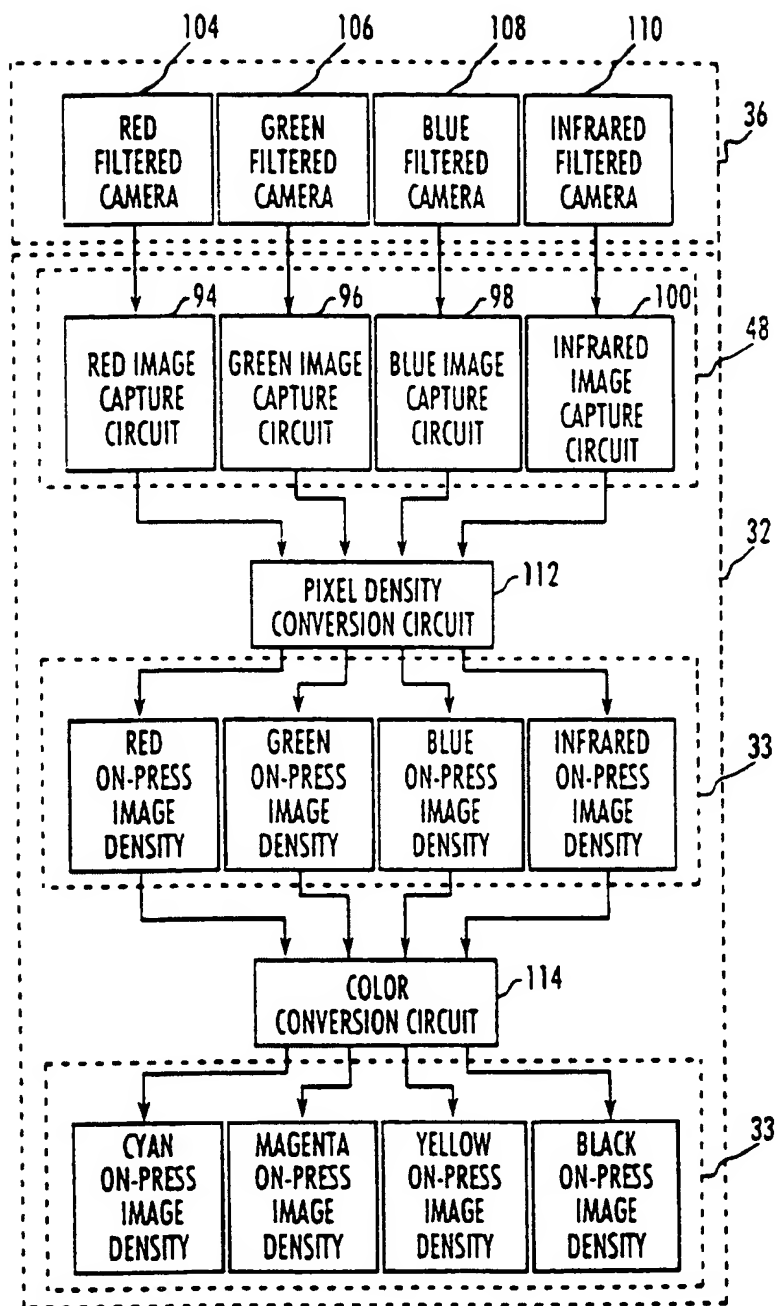 104 106 108 110
RED FILTERED CAMERA
GREEN FILTERED CAMERA
BLUE FILTERED CAMERA
INFRARED FILTERED CAMERA
36
94 96 98 100
RED IMAGE CAPTURE CIRCUIT
GREEN IMAGE CAPTURE CIRCUIT
BLUE IMAGE CAPTURE CIRCUIT
INFRARED IMAGE CAPTURE CIRCUIT
48
32
PIXEL DENSITY CONVERSION CIRCUIT
112
RED ON-PRESS IMAGE DENSITY
GREEN ON-PRESS IMAGE DENSITY
BLUE ON-PRESS IMAGE DENSITY
INFRARED ON-PRESS IMAGE DENSITY
33
COLOR CONVERSION CIRCUIT
114
CYAN ON-PRESS IMAGE DENSITY
MAGENTA ON-PRESS IMAGE DENSITY
YELLOW ON-PRESS IMAGE DENSITY
BLACK ON-PRESS IMAGE DENSITY
33